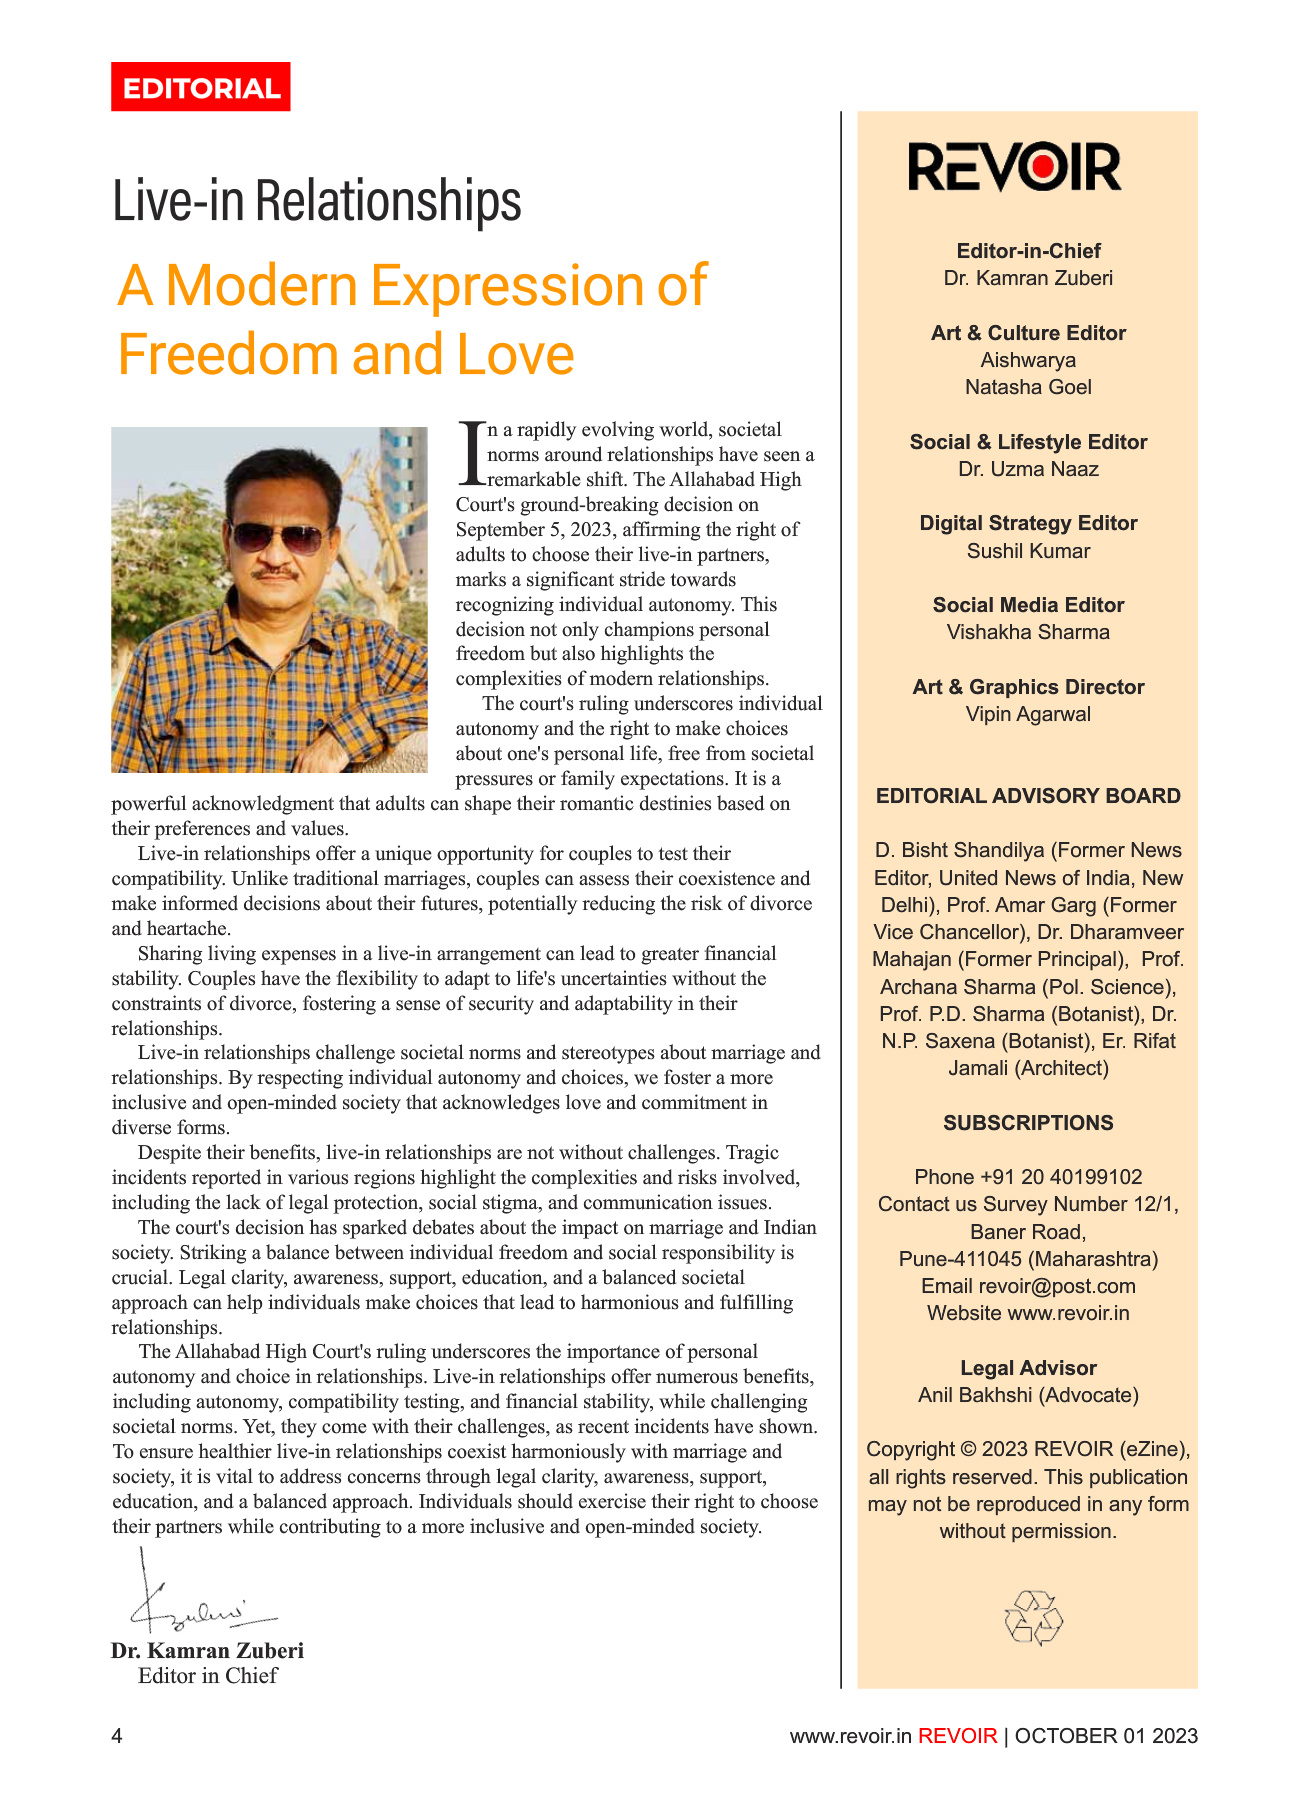 EDITORIAL
Live-in Relationships
A Modern Expression of
Freedom and Love
In a rapidly evolving world, societal
norms around relationships have seen a
remarkable shift. The Allahabad High
Court's ground-breaking decision on
September 5, 2023, affirming the right of
adults to choose their live-in partners,
marks a significant stride towards
recognizing individual autonomy. This
decision not only champions personal
freedom but also highlights the
complexities of modern relationships.
The court's ruling underscores individual
autonomy and the right to make choices
about one's personal life, free from societal
pressures or family expectations. It is a
powerful acknowledgment that adults can shape their romantic destinies based on
their preferences and values.
Live-in relationships offer a unique opportunity for couples to test their
compatibility. Unlike traditional marriages, couples can assess their coexistence and
make informed decisions about their futures, potentially reducing the risk of divorce
and heartache.
Sharing living expenses in a live-in arrangement can lead to greater financial
stability. Couples have the flexibility to adapt to life's uncertainties without the
constraints of divorce, fostering a sense of security and adaptability in their
relationships.
Live-in relationships challenge societal norms and stereotypes about marriage and
relationships. By respecting individual autonomy and choices, we foster a more
inclusive and open-minded society that acknowledges love and commitment in
diverse forms.
Despite their benefits, live-in relationships are not without challenges. Tragic
incidents reported in various regions highlight the complexities and risks involved,
including the lack of legal protection, social stigma, and communication issues.
The court's decision has sparked debates about the impact on marriage and Indian
society. Striking a balance between individual freedom and social responsibility is
crucial. Legal clarity, awareness, support, education, and a balanced societal
approach can help individuals make choices that lead to harmonious and fulfilling
relationships.
The Allahabad High Court's ruling underscores the importance of personal
autonomy and choice in relationships. Live-in relationships offer numerous benefits,
including autonomy, compatibility testing, and financial stability, while challenging
societal norms. Yet, they come with their challenges, as recent incidents have shown.
To ensure healthier live-in relationships coexist harmoniously with marriage and
society, it is vital to address concerns through legal clarity, awareness, support,
education, and a balanced approach. Individuals should exercise their right to choose
their partners while contributing to a more inclusive and open-minded society.
KZuberi
Dr. Kamran Zuberi
Editor in Chief
REVOIR
Editor-in-Chief
Dr. Kamran Zuberi
Art & Culture Editor
Aishwarya
Natasha Goel
Social & Lifestyle Editor
Dr. Uzma Naaz
Digital Strategy Editor
Sushil Kumar
Social Media Editor
Vishakha Sharma
Art & Graphics Director
Vipin Agarwal
EDITORIAL ADVISORY BOARD
D. Bisht Shandilya (Former News
Editor, United News of India, New
Delhi), Prof. Amar Garg (Former
Vice Chancellor), Dr. Dharamveer
Mahajan (Former Principal), Prof.
Archana Sharma (Pol. Science),
Prof. P.D. Sharma (Botanist), Dr.
N.P. Saxena (Botanist), Er. Rifat
Jamali (Architect)
SUBSCRIPTIONS
Phone +91 20 40199102
Contact us Survey Number 12/1,
Baner Road,
Pune-411045 (Maharashtra)
Email revoir@post.com
Website www.revoir.in
Legal Advisor
Anil Bakhshi (Advocate)
Copyright © 2023 REVOIR (eZine),
all rights reserved. This publication
may not be reproduced in any form
without permission.
4
www.revoir.in REVOIR | OCTOBER 01 2023